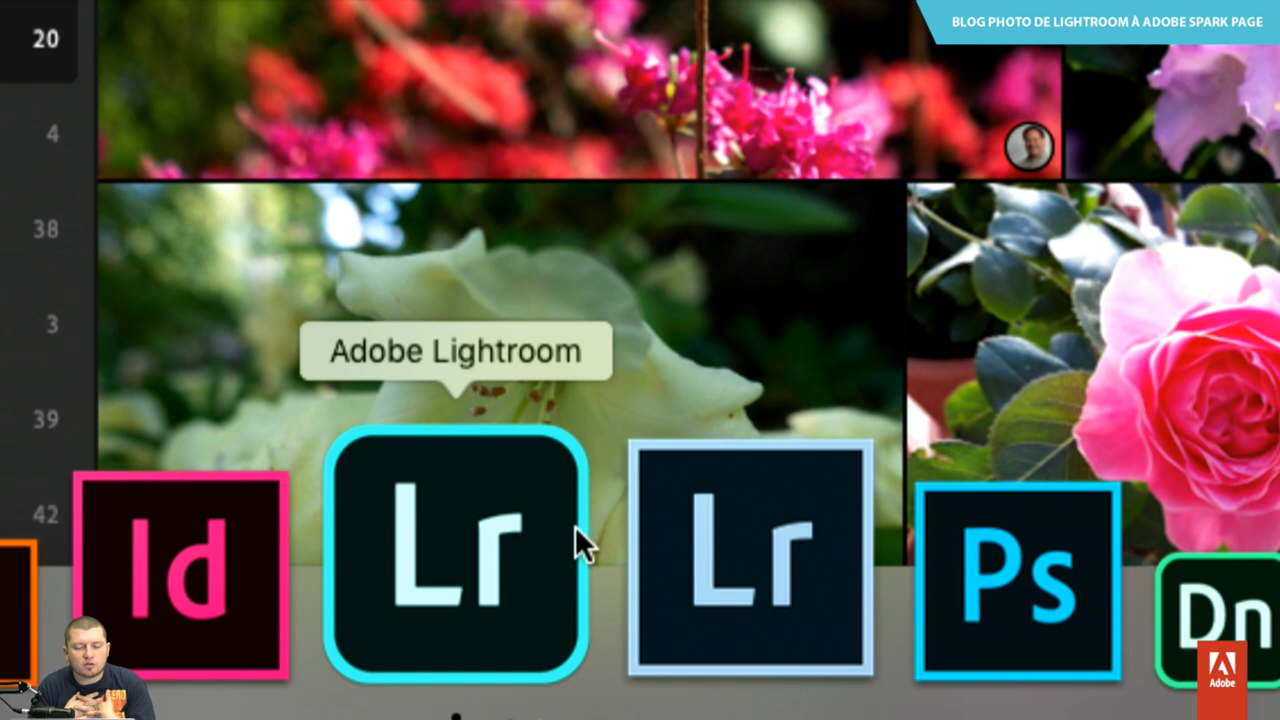 BLOG PHOTO DE LIGHTROOM À ADOBE SPARK PAGE
20
4
38
3
39
42
Adobe Lightroom
Id
Lr
Lr
Ps
Dn
Adobe